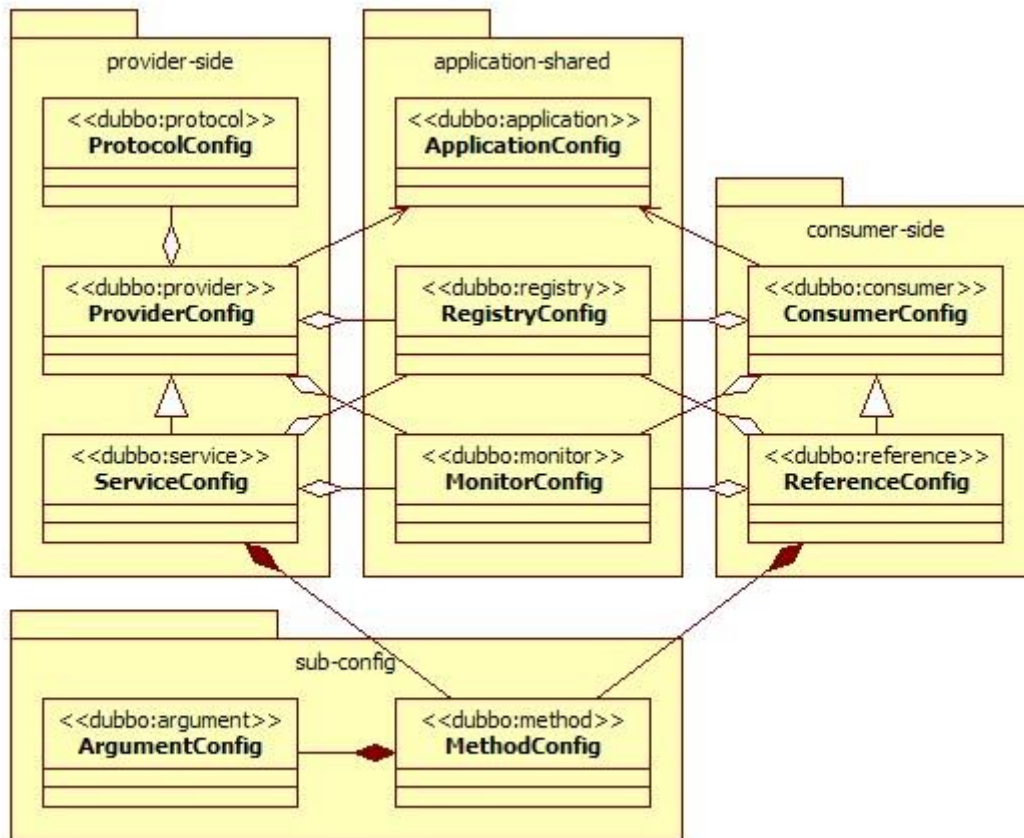 provider-side
<<dubbo:protocol>>
ProtocolConfig
<<dubbo:provider>>
ProviderConfig
<<dubbo:service>>
ServiceConfig
application-shared
<<dubbo:application>>
ApplicationConfig
<<dubbo:registry>>
RegistryConfig
<<dubbo:monitor>>
MonitorConfig
consumer-side
<<dubbo:consumer>>
ConsumerConfig
<<dubbo:reference>>
ReferenceConfig
sub-config
<<dubbo:argument>>
ArgumentConfig
<<dubbo:method>>
MethodConfig